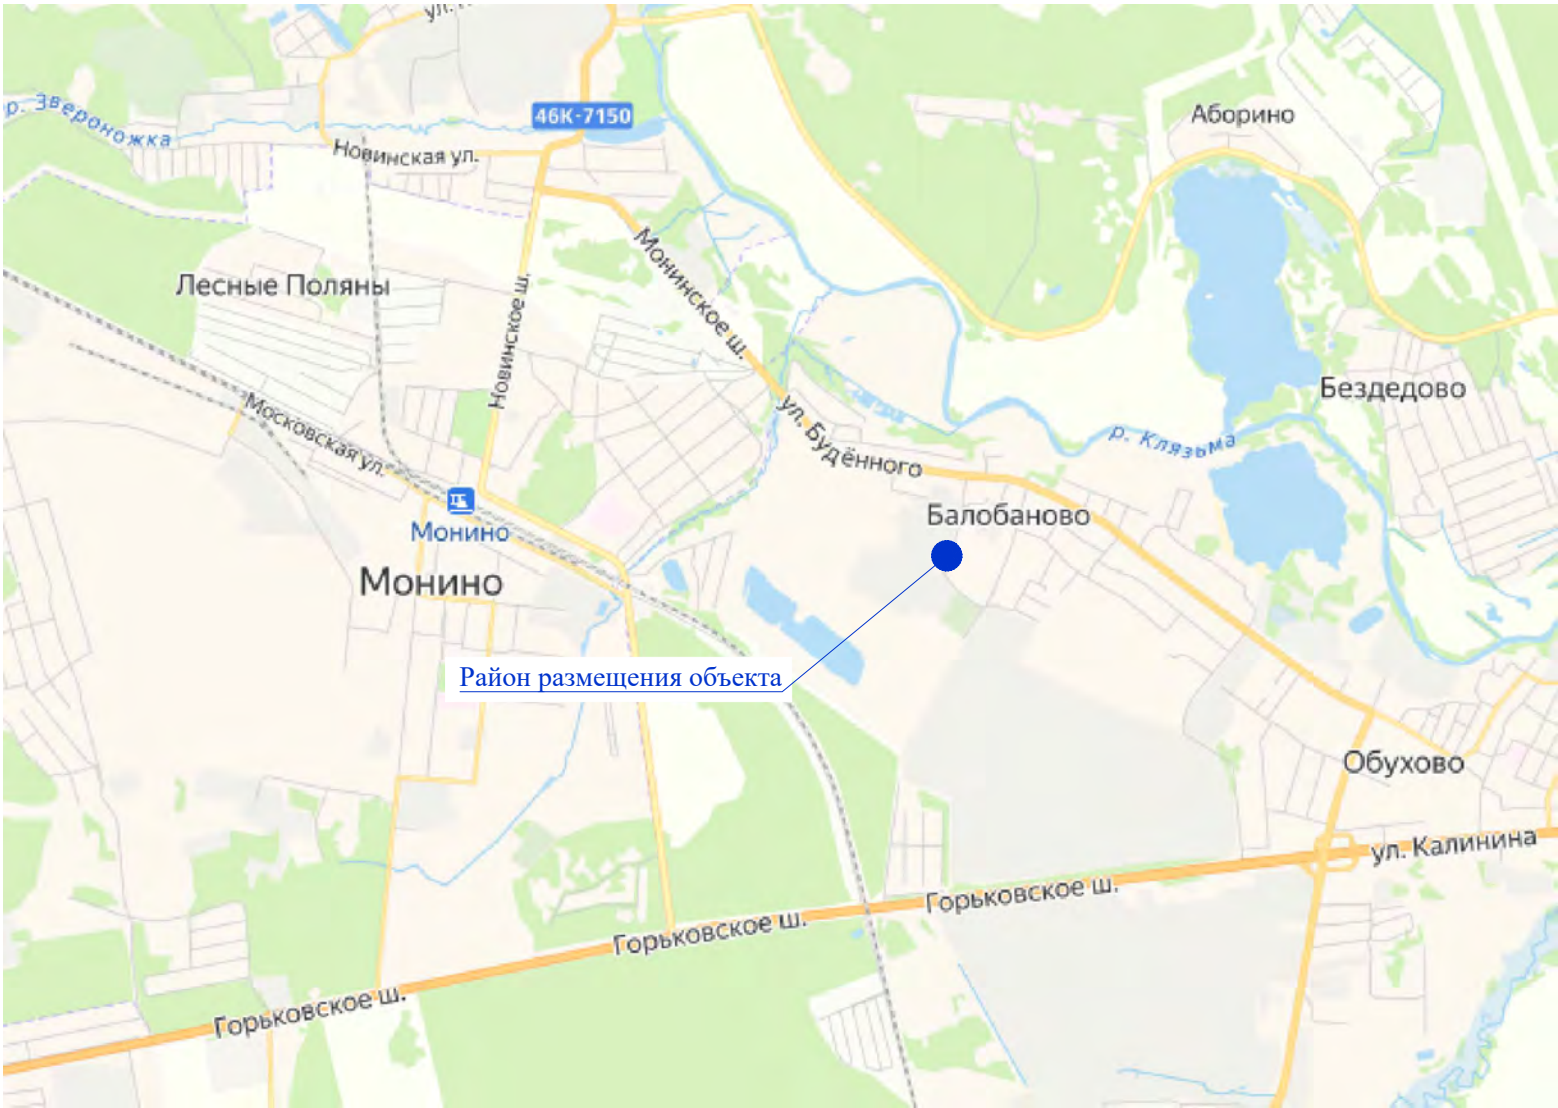 46К-7150
р. Звероножка
Новинская ул.
Аборино
Лесные Поляны
Монинское ш.
Новинское ш.
Бездедово
Московская ул.
ул. Будённого
р. Клязьма
Балобаново
Монино
Монино
Район размещения объекта
Обухово
ул. Калинина
Горьковское ш.
Горьковское ш.
Горьковское ш.